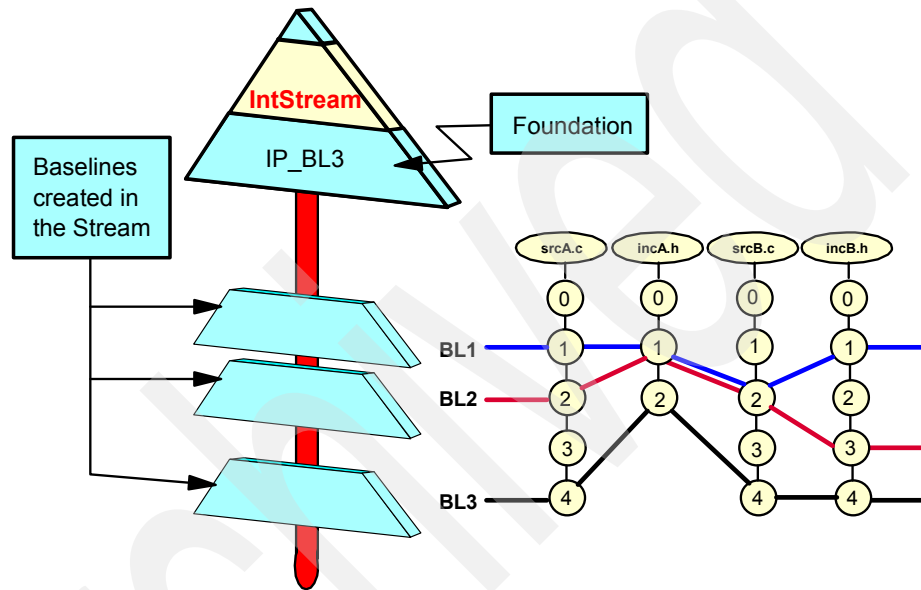 IntStream
IP_BL3
Foundation
Baselines
created in
the Stream
srcA.c incA.h srcB.c incB.h
0 0 0 0
BL1 1 1 1 1
BL2 2 2 2 2
3 3 3
BL3 4 4 4
archived